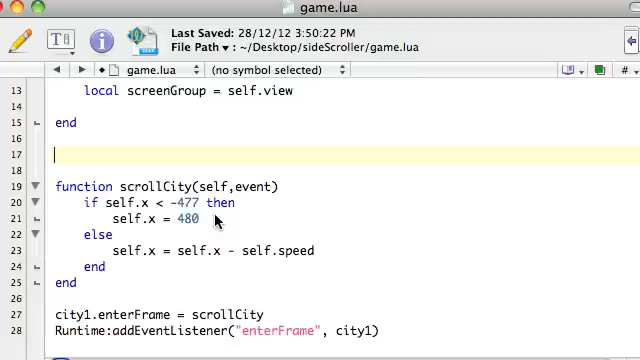 game.lua
Last Saved: 28/12/12 3:50:22 PM
File Path ▾: ~/Desktop/sideScroller/game.lua
T
i
game.lua (no symbol selected) #
13 local screenGroup = self.view
14
15 end
16
17
18
19 function scrollCity(self,event)
20 if self.x < -477 then
21 self.x = 480
22 else
23 self.x = self.x - self.speed
24 end
25 end
26
27 city1.enterFrame = scrollCity
28 Runtime:addEventListener("enterFrame", city1)